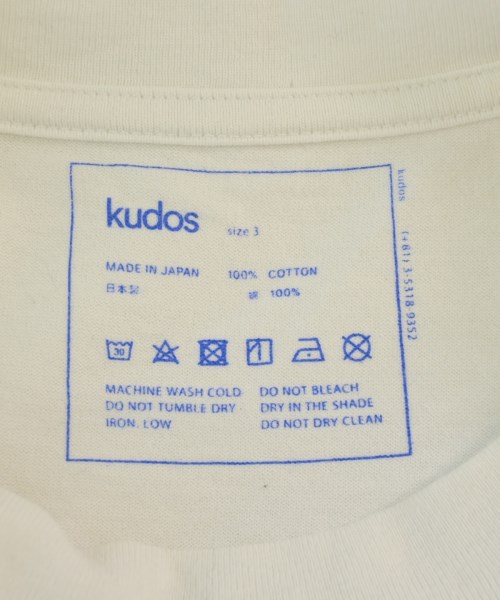 kudos size 3
MADE IN JAPAN 100% COTTON
日本製 綿 100%
30
MACHINE WASH COLD DO NOT BLEACH
DO NOT TUMBLE DRY DRY IN THE SHADE
IRON. LOW DO NOT DRY CLEAN
kudos (+81) 3-5318-9352